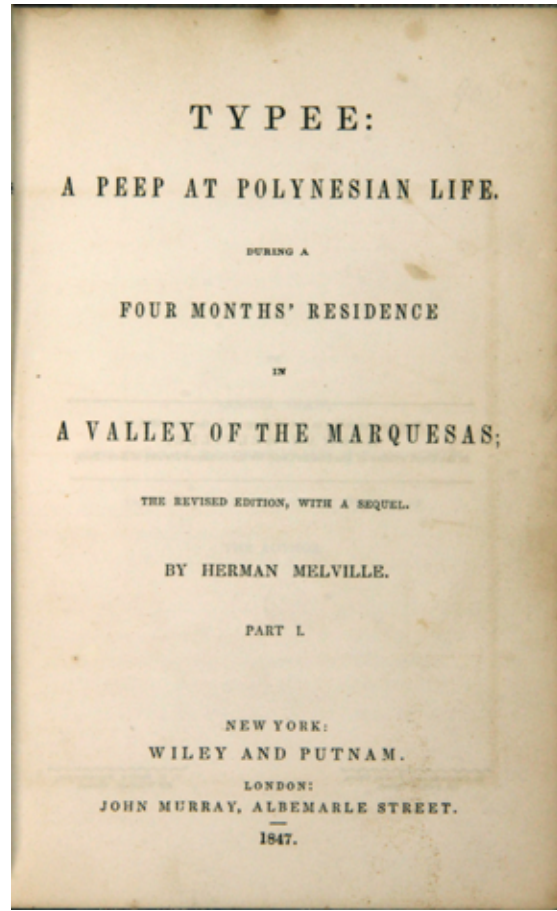 TYPEE:
A PEEP AT POLYNESIAN LIFE.
DURING A
FOUR MONTHS' RESIDENCE
IN
A VALLEY OF THE MARQUESAS;
THE REVISED EDITION, WITH A SEQUEL.
BY HERMAN MELVILLE.
PART I.
NEW YORK:
WILEY AND PUTNAM.
LONDON:
JOHN MURRAY, ALBEMARLE STREET.
1847.